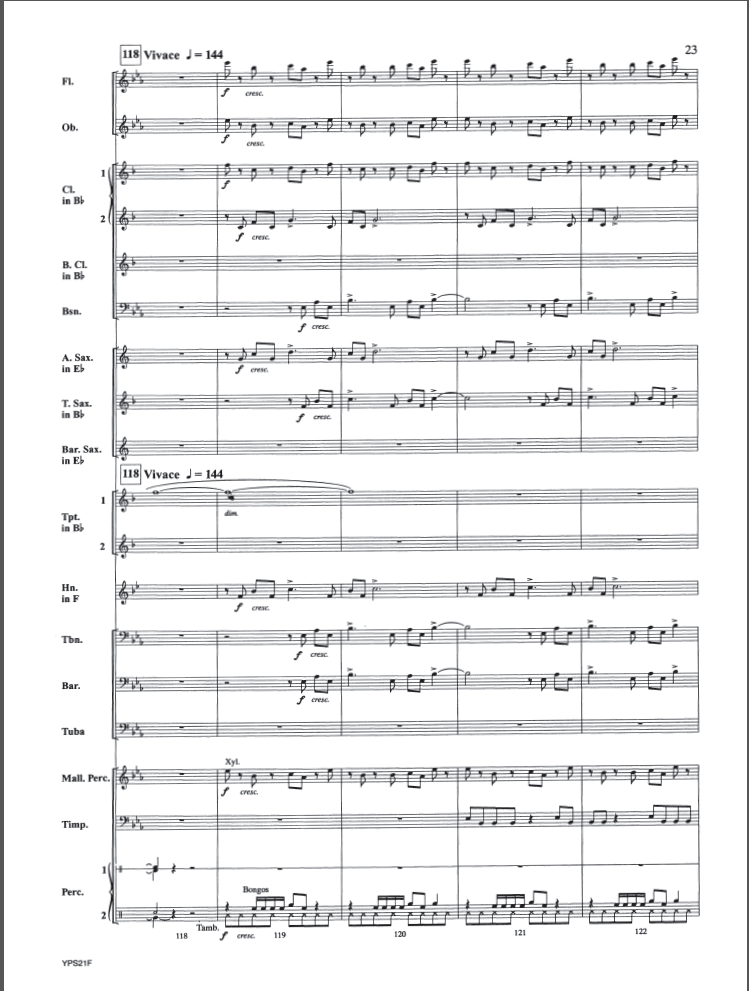 118 Vivace ♩= 144
23
Fl.
f cresc.
Ob.
f cresc.
1
f
Cl.
in B♭
2
f cresc.
B. Cl.
in B♭
Bsn.
f cresc.
A. Sax.
in E♭
f cresc.
T. Sax.
in B♭
f cresc.
Bar. Sax.
in E♭
118 Vivace ♩= 144
1
dim.
Tpt.
in B♭
2
Hn.
in F
f cresc.
Tbn.
f cresc.
Bar.
f cresc.
Tuba
Xyl.
Mall. Perc.
f cresc.
Timp.
1
Perc.
Bongos
2
Tamb. f cresc.
118 119 120 121 122
YPS21F